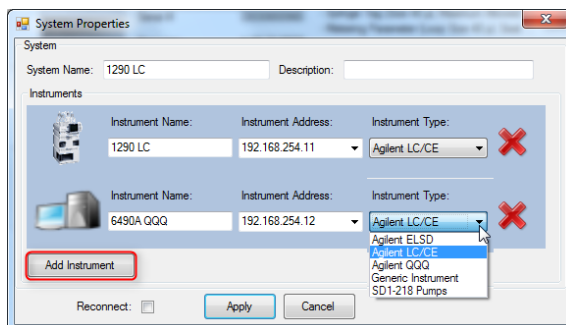 System Properties
System
System Name: 1290 LC Description:
Instruments
Instrument Name: Instrument Address: Instrument Type:
1290 LC 192.168.254.11 Agilent LC/CE
Instrument Name: Instrument Address: Instrument Type:
6490A QQQ 192.168.254.12 Agilent LC/CE
Agilent ELSD
Agilent LC/CE
Agilent QQQ
Generic Instrument
SD1-218 Pumps
Add Instrument
Reconnect: Apply Cancel